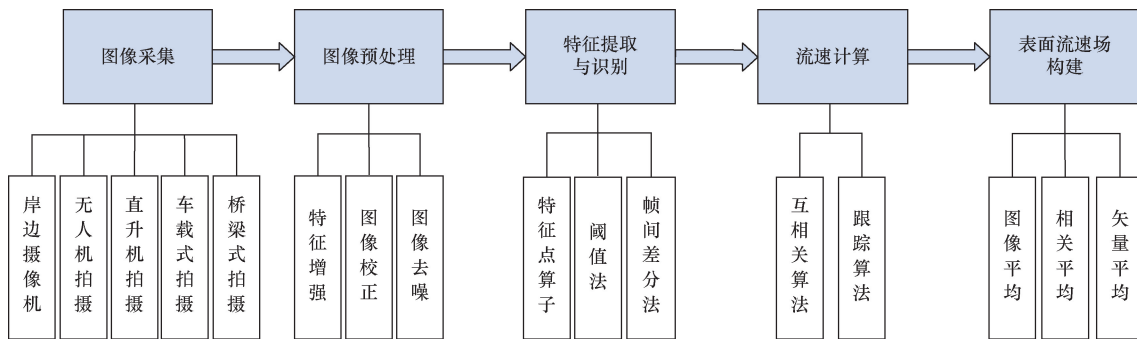 图像采集
图像预处理
特征提取
与识别
流速计算
表面流速场
构建
岸边摄像机
无人机拍摄
直升机拍摄
车载式拍摄
桥梁式拍摄
特征增强
图像校正
图像去噪
特征点算子
阈值法
帧间差分法
互相关算法
跟踪算法
图像平均
相关平均
矢量平均